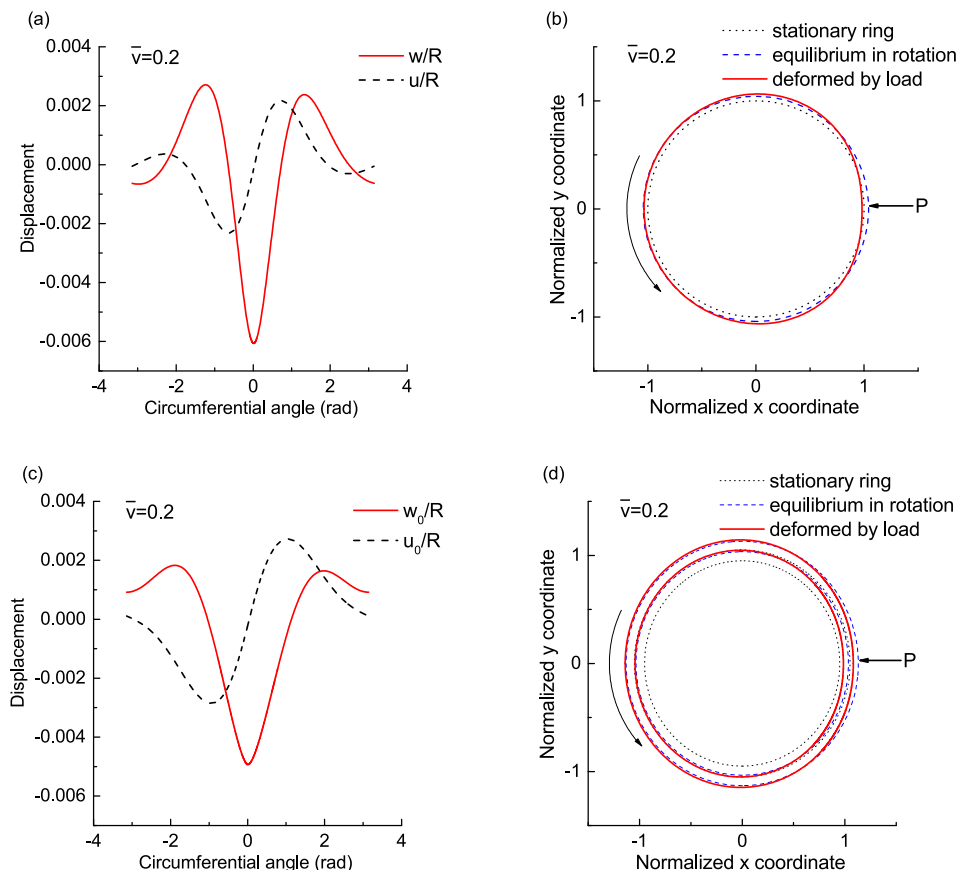 (a)
v̅=0.2
w/R
u/R
0.004
0.002
0.000
-0.002
-0.004
-0.006
Displacement
-4
-2
0
2
4
Circumferential angle (rad)
(b)
v̅=0.2
stationary ring
equilibrium in rotation
deformed by load
1
0
-1
Normalized y coordinate
P
-1
0
1
Normalized x coordinate
(c)
v̅=0.2
w₀/R
u₀/R
0.004
0.002
0.000
-0.002
-0.004
-0.006
Displacement
-4
-2
0
2
4
Circumferential angle (rad)
(d)
v̅=0.2
stationary ring
equilibrium in rotation
deformed by load
1
0
-1
Normalized y coordinate
P
-1
0
1
Normalized x coordinate